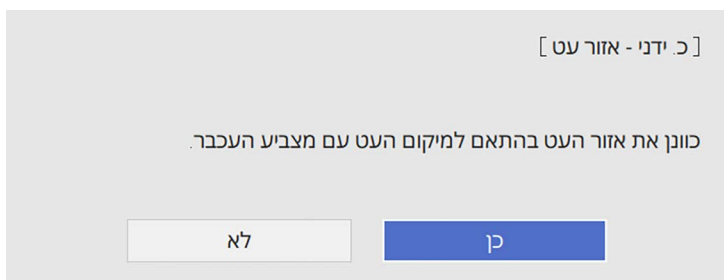 [כ. ידני - אזור עט]
כוונן את אזור העט בהתאם למיקום העט עם מצביע העכבר.
כן
לא